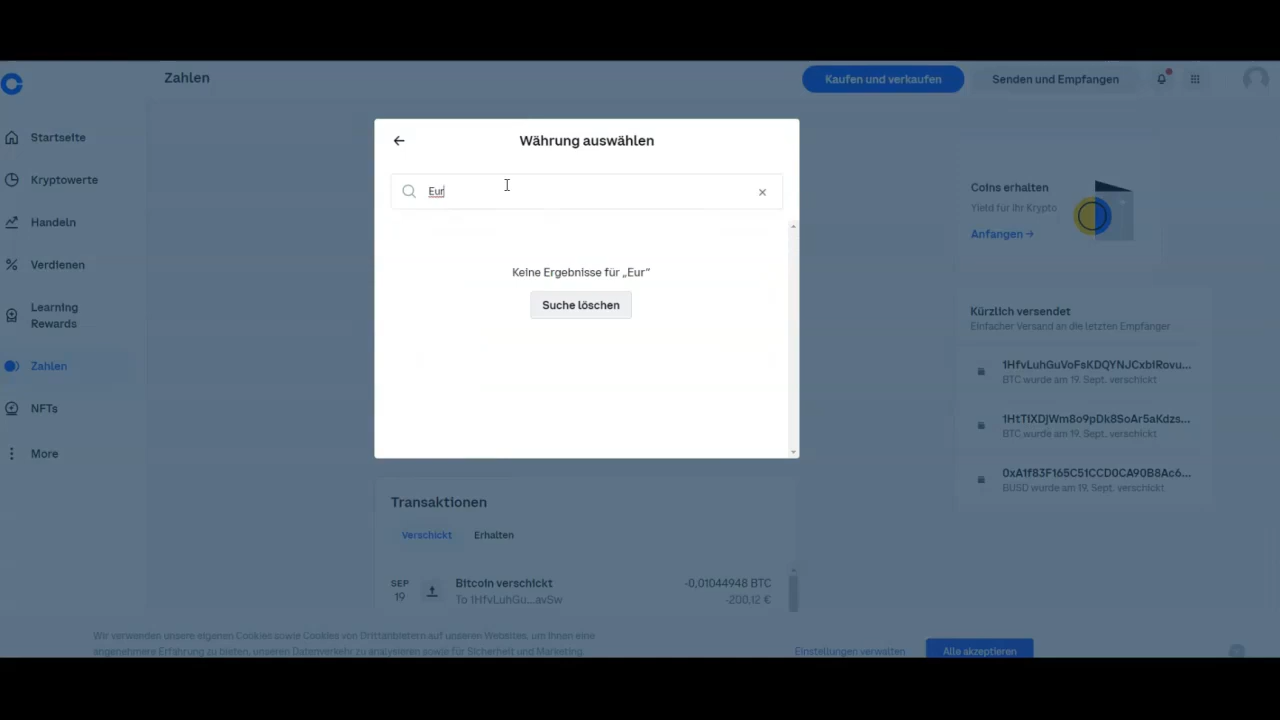 Zahlen
Kaufen und verkaufen
Senden und Empfangen
Startseite
Kryptowerte
Handeln
Verdienen
Learning
Rewards
Zahlen
NFTs
More
Währung auswählen
Eur
Keine Ergebnisse für „Eur“
Suche löschen
Coins erhalten
Yield für Ihr Krypto
Anfangen →
Kürzlich versendet
Einfacher Versand an die letzten Empfänger
BTC wurde am 19. Sept. verschickt
BTC wurde am 19. Sept. verschickt
BUSD wurde am 19. Sept. verschickt
Transaktionen
Verschickt
Erhalten
SEP
19
Bitcoin verschickt
To 1HfvLuhGu...avSw
-0,01044948 BTC
-200,12 €
Wir verwenden unsere eigenen Cookies sowie Cookies von Drittanbietern auf unseren Websites, um Ihnen eine
angenehmere Erfahrung zu bieten, unseren Datenverkehr zu analysieren sowie für Sicherheit und Marketing.
Einstellungen verwalten
Alle akzeptieren